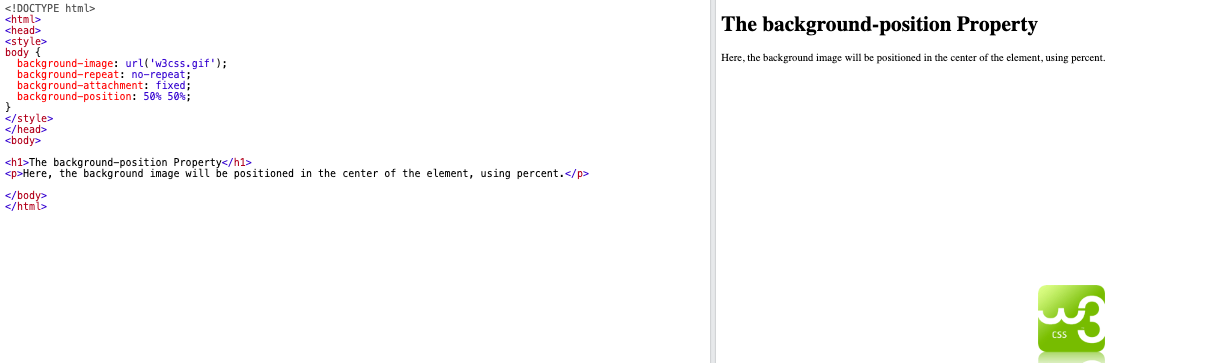 <!DOCTYPE html>
<html>
<head>
<style>
body {
  background-image: url('w3css.gif');
  background-repeat: no-repeat;
  background-attachment: fixed;
  background-position: 50% 50%;
}
</style>
</head>
<body>

<h1>The background-position Property</h1>
<p>Here, the background image will be positioned in the center of the element, using percent.</p>

</body>
</html>
The background-position Property
Here, the background image will be positioned in the center of the element, using percent.
w3
CSS